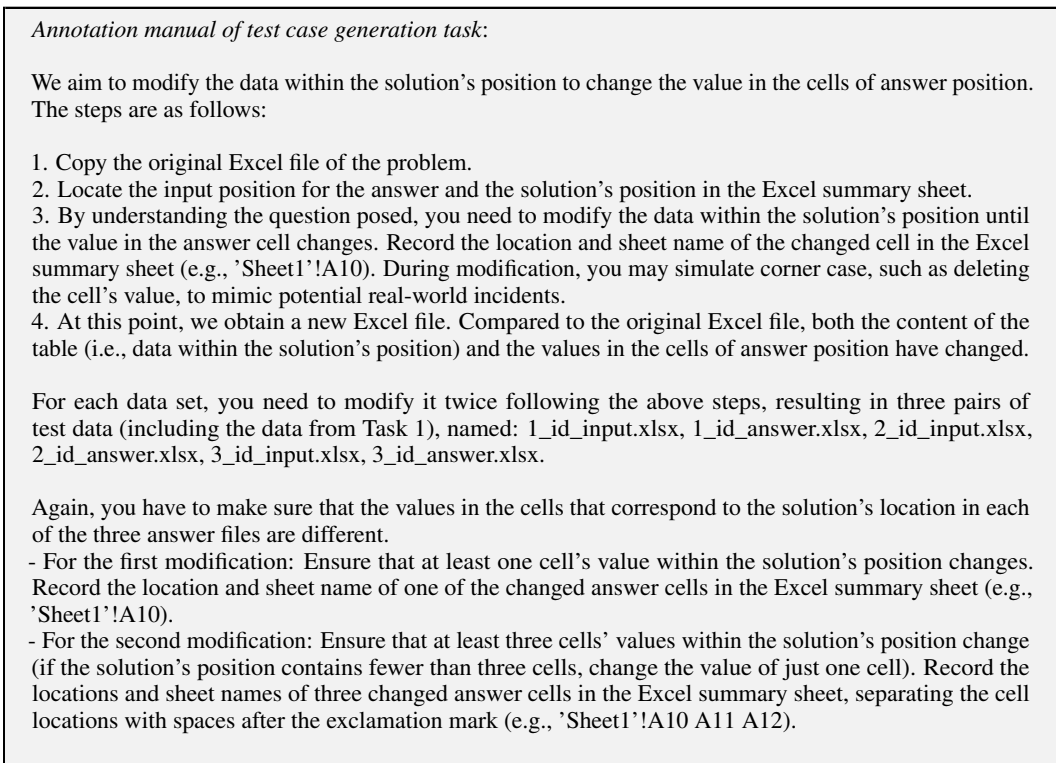 Annotation manual of test case generation task:
We aim to modify the data within the solution's position to change the value in the cells of answer position.
The steps are as follows:
1. Copy the original Excel file of the problem.
2. Locate the input position for the answer and the solution's position in the Excel summary sheet.
3. By understanding the question posed, you need to modify the data within the solution's position until
the value in the answer cell changes. Record the location and sheet name of the changed cell in the Excel
summary sheet (e.g., 'Sheet1'!A10). During modification, you may simulate corner case, such as deleting
the cell's value, to mimic potential real-world incidents.
4. At this point, we obtain a new Excel file. Compared to the original Excel file, both the content of the
table (i.e., data within the solution's position) and the values in the cells of answer position have changed.
For each data set, you need to modify it twice following the above steps, resulting in three pairs of
test data (including the data from Task 1), named: 1_id_input.xlsx, 1_id_answer.xlsx, 2_id_input.xlsx,
2_id_answer.xlsx, 3_id_input.xlsx, 3_id_answer.xlsx.
Again, you have to make sure that the values in the cells that correspond to the solution's location in each
of the three answer files are different.
- For the first modification: Ensure that at least one cell's value within the solution's position changes.
Record the location and sheet name of one of the changed answer cells in the Excel summary sheet (e.g.,
'Sheet1'!A10).
- For the second modification: Ensure that at least three cells' values within the solution's position change
(if the solution's position contains fewer than three cells, change the value of just one cell). Record the
locations and sheet names of three changed answer cells in the Excel summary sheet, separating the cell
locations with spaces after the exclamation mark (e.g., 'Sheet1'!A10 A11 A12).